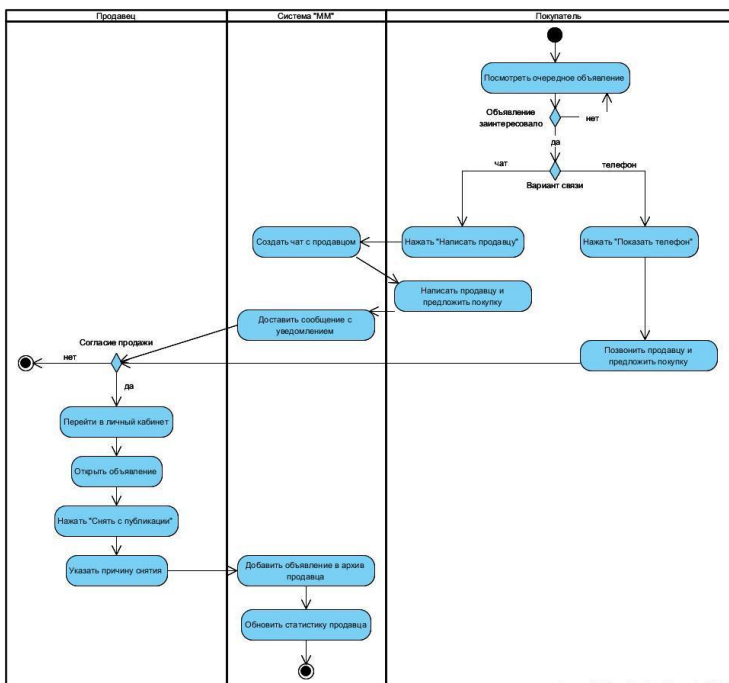 Продавец
Система "ММ"
Покупатель
Посмотреть очередное объявление
Объявление
заинтересовало
нет
да
чат
телефон
Вариант связи
Создать чат с продавцом
Нажать "Написать продавцу"
Нажать "Показать телефон"
Написать продавцу и
предложить покупку
Доставить сообщение с
уведомлением
Согласие продажи
нет
Позвонить продавцу и
предложить покупку
да
Перейти в личный кабинет
Открыть объявление
Нажать "Снять с публикации"
Указать причину снятия
Добавить объявление в архив
продавца
Обновить статистику продавца